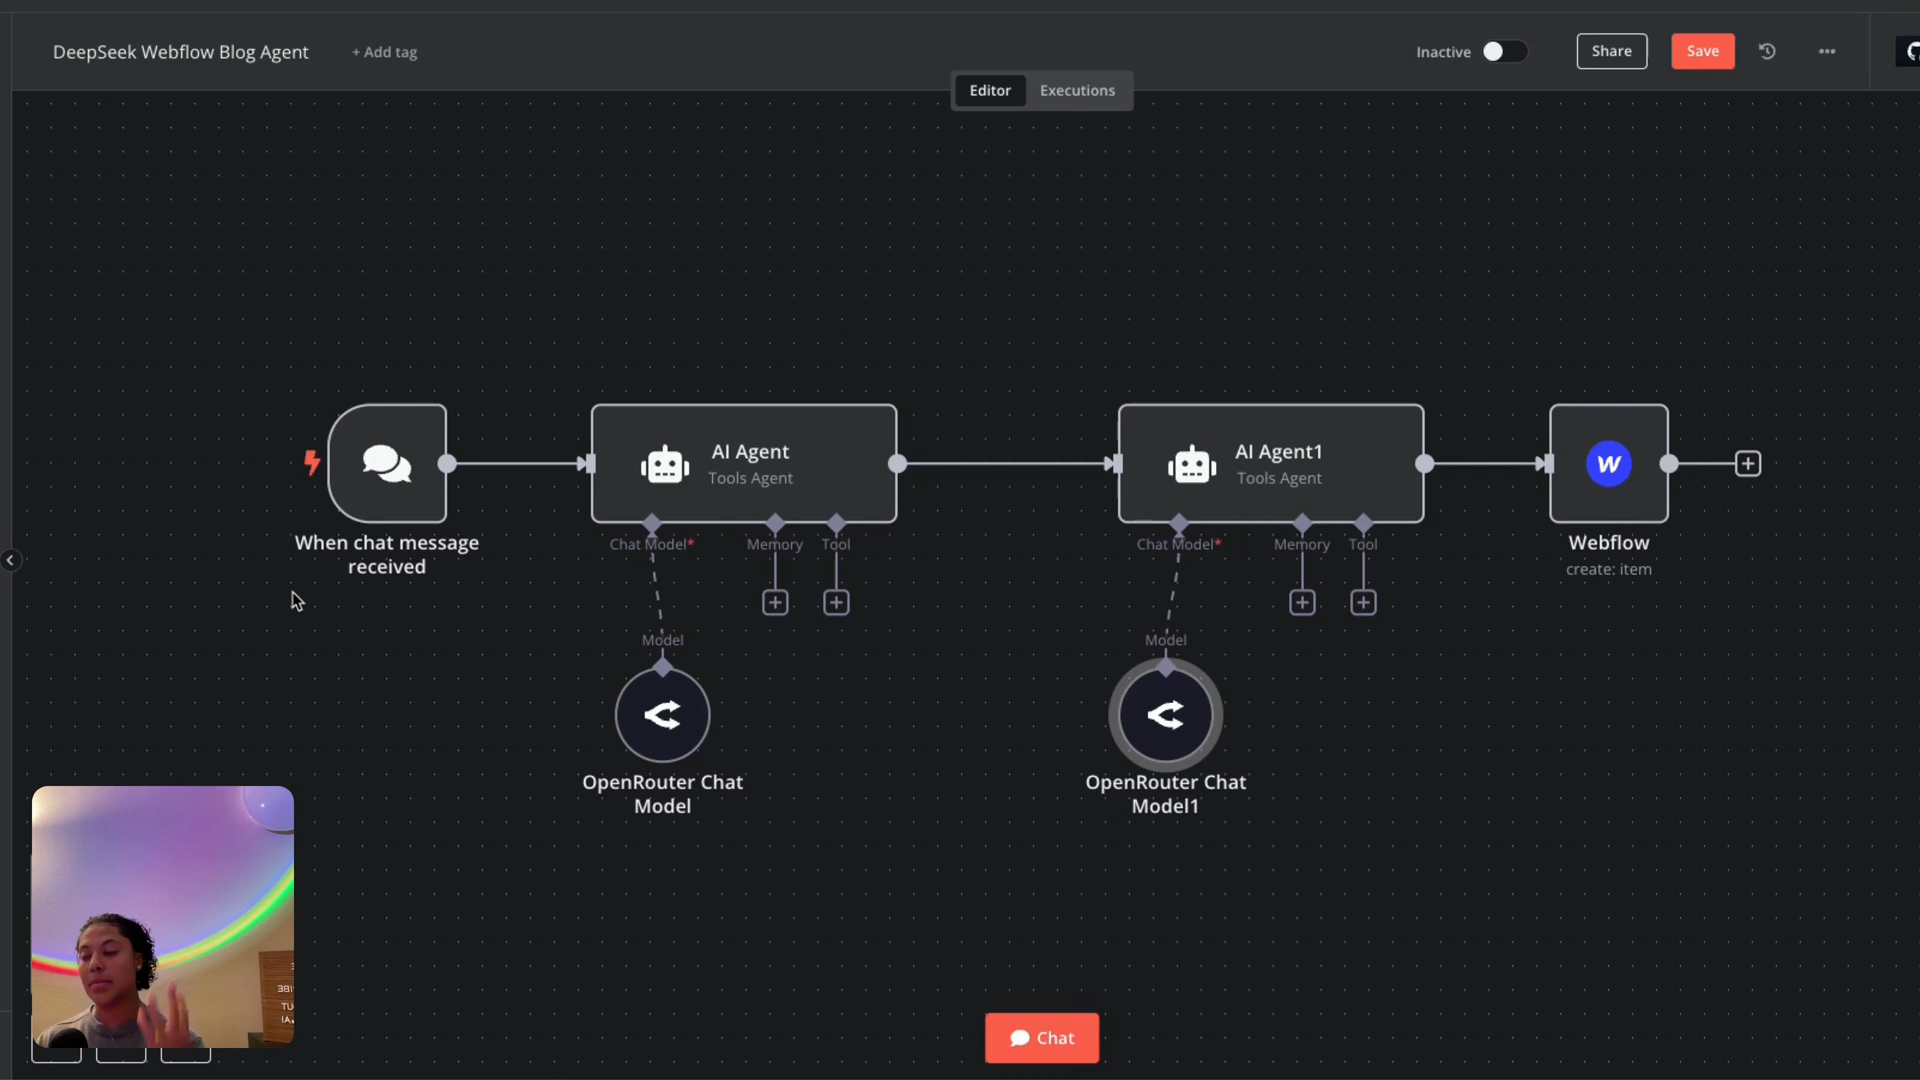 DeepSeek Webflow Blog Agent
+ Add tag
Inactive
Share
Save
Editor
Executions
AI Agent
Tools Agent
AI Agent1
Tools Agent
W
When chat message
received
Chat Model*
Memory
Tool
Chat Model*
Memory
Tool
Webflow
create: item
Model
Model
OpenRouter Chat
Model
OpenRouter Chat
Model1
Chat